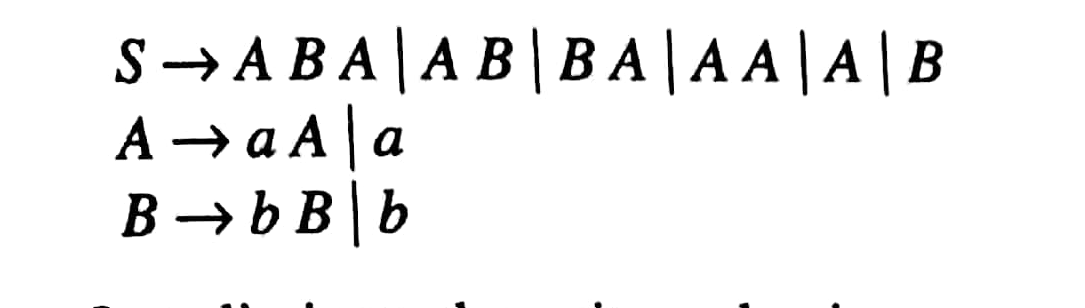 S → A B A | A B | B A | A A | A | B
A → a A | a
B → b B | b